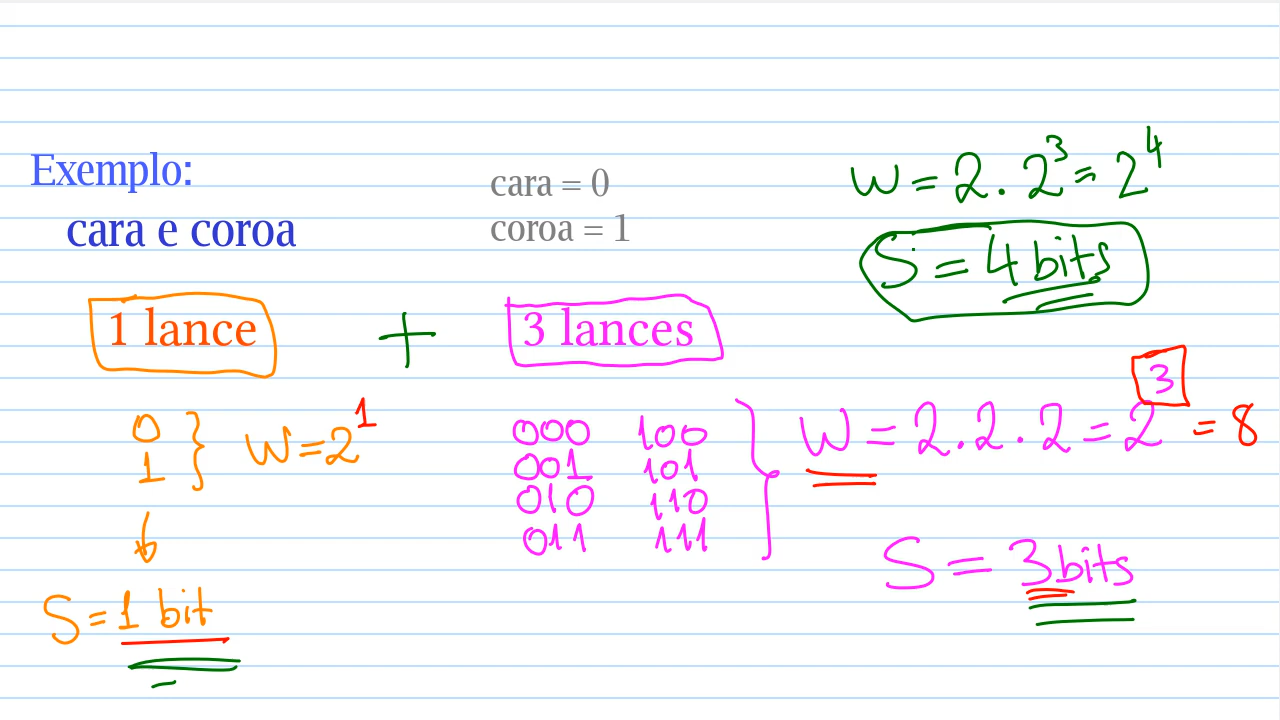 Exemplo:
cara e coroa
cara = 0
coroa = 1
W = 2 . 2³ = 2⁴
S = 4 bits
1 lance
+
3 lances
0
1
} W = 2¹
S = 1 bit
000 100
001 101
010 110
011 111
} W = 2 . 2 . 2 = 2³ = 8
S = 3 bits